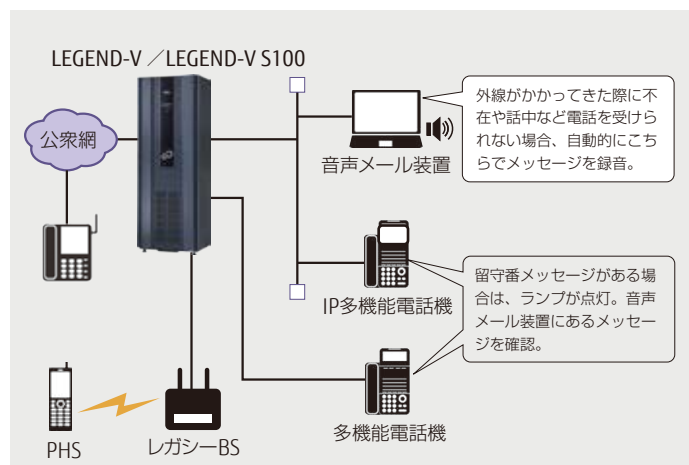 LEGEND-V ／LEGEND-V S100
公衆網
外線がかかってきた際に不
在や話中など電話を受けら
れない場合、自動的にこち
らでメッセージを録音。
音声メール装置
留守番メッセージがある場
合は、ランプが点灯。音声
メール装置にあるメッセー
ジを確認。
IP多機能電話機
多機能電話機
PHS
レガシーBS